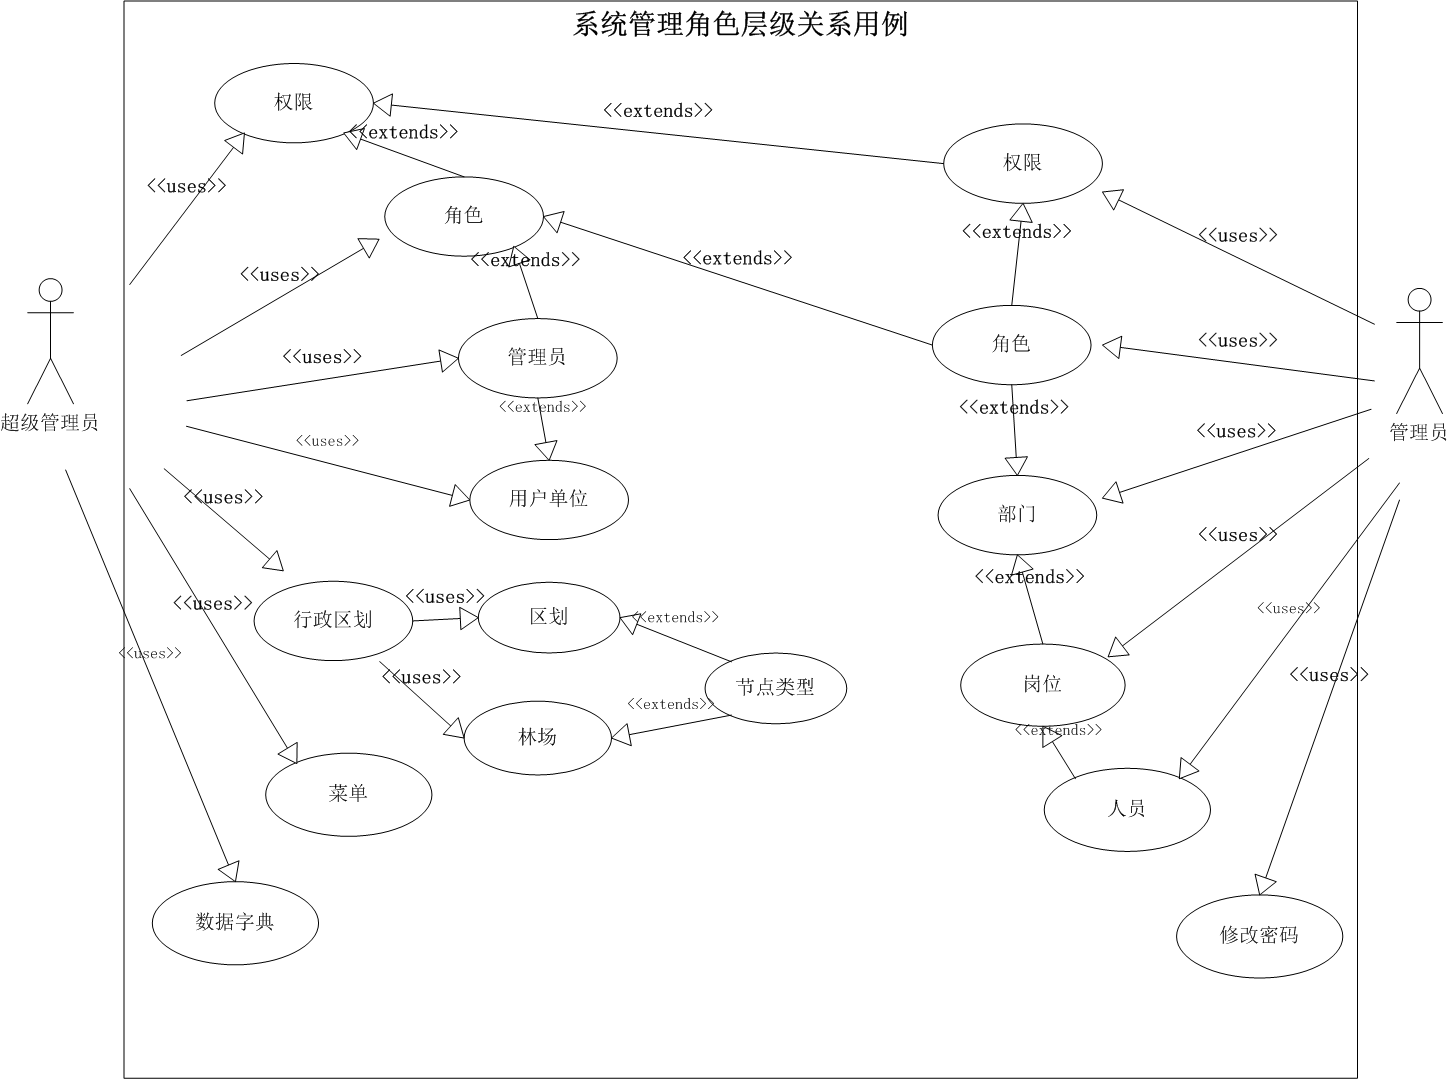 系统管理角色层级关系用例
权限
<<extends>>
<<extends>>
权限
<<uses>>
角色
<<extends>>
<<uses>>
<<extends>>
<<extends>>
<<uses>>
管理员
<<uses>>
角色
<<uses>>
<<extends>>
<<extends>>
超级管理员
管理员
<<uses>>
<<uses>>
<<uses>>
用户单位
部门
<<uses>>
<<extends>>
<<uses>>
<<uses>>
<<uses>>
行政区划
区划
<<extends>>
<<uses>>
<<uses>>
<<uses>>
岗位
节点类型
<<extends>>
<<extends>>
林场
菜单
人员
数据字典
修改密码